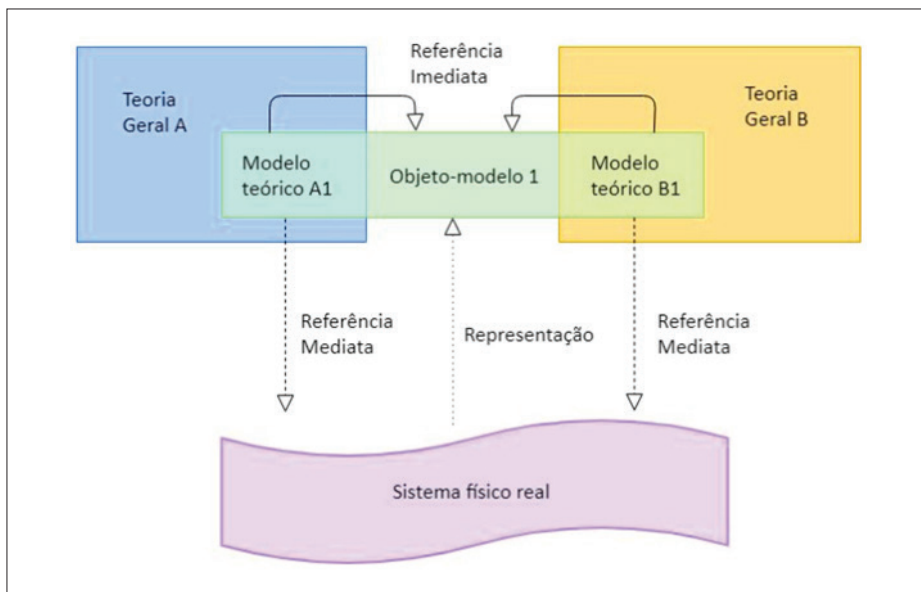 Referência
Imediata
Teoria
Geral A
Teoria
Geral B
Modelo
teórico A1
Objeto-modelo 1
Modelo
teórico B1
Referência
Mediata
Representação
Referência
Mediata
Sistema físico real